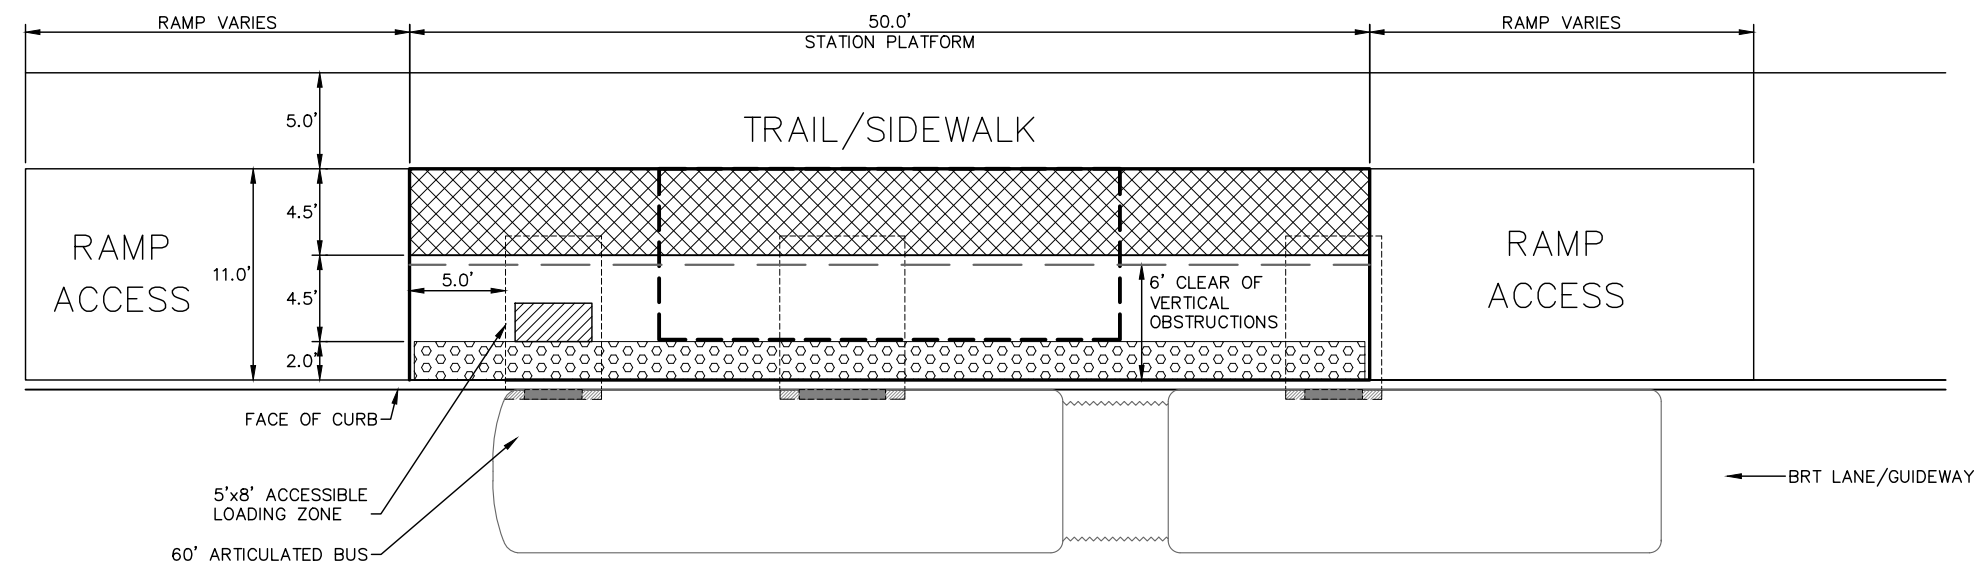 RAMP VARIES
50.0'
STATION PLATFORM
RAMP VARIES
5.0'
TRAIL/SIDEWALK
4.5'
RAMP
ACCESS
11.0'
4.5'
5.0'
6' CLEAR OF
VERTICAL
OBSTRUCTIONS
RAMP
ACCESS
2.0'
FACE OF CURB
5'x8' ACCESSIBLE
LOADING ZONE
60' ARTICULATED BUS
BRT LANE/GUIDEWAY